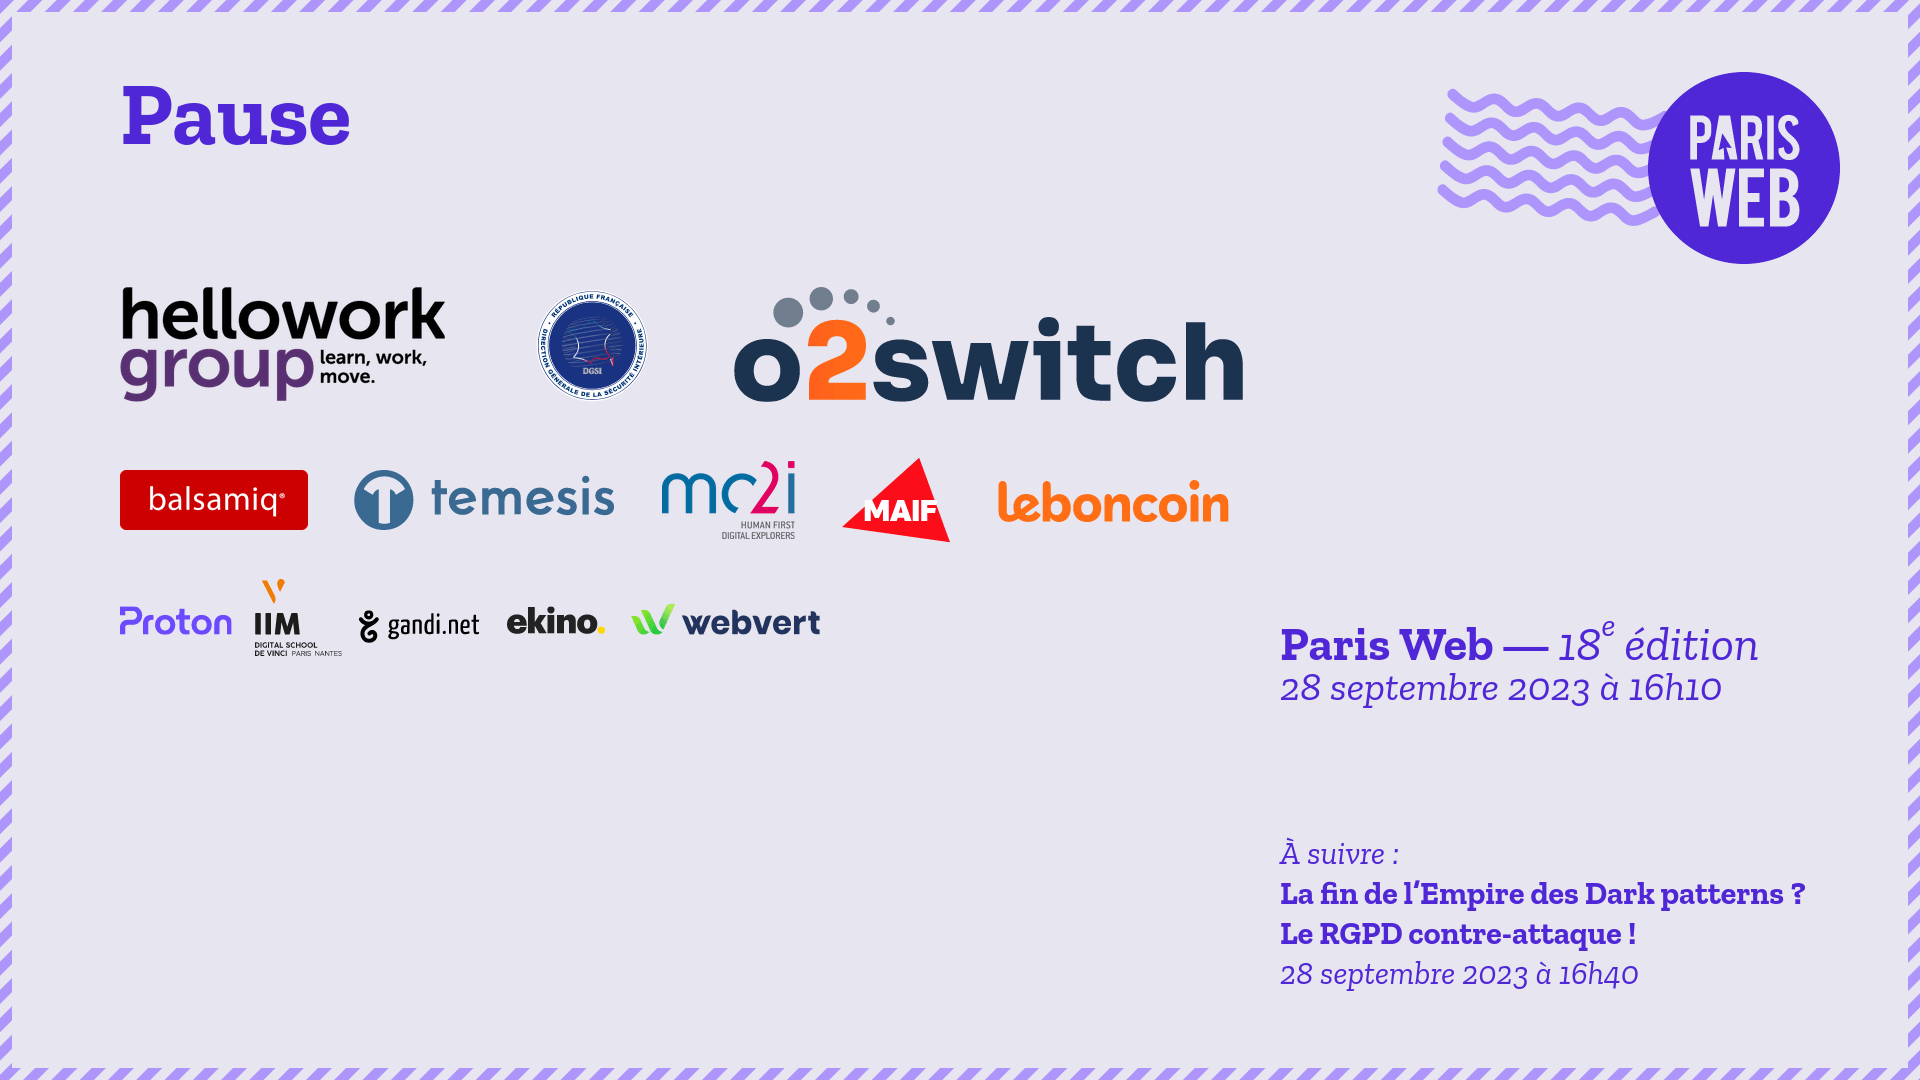 Pause
PARIS
WEB
hellowork
group learn, work,
move.
RÉPUBLIQUE FRANÇAISE
DGSI
DIRECTION GÉNÉRALE DE LA SÉCURITÉ INTÉRIEURE
o2switch
balsamiq®
temesis
mc2i
HUMAN FIRST
DIGITAL EXPLORERS
MAIF
leboncoin
Proton
IIM
DIGITAL SCHOOL
DE VINCI PARIS NANTES
gandi.net
ekino.
webvert
Paris Web — 18e édition
28 septembre 2023 à 16h10
À suivre :
La fin de l’Empire des Dark patterns ?
Le RGPD contre-attaque !
28 septembre 2023 à 16h40